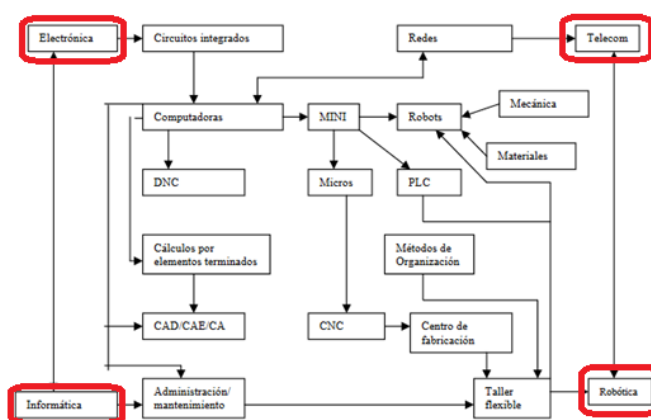 Electrónica
Circuitos integrados
Redes
Telecom
Computadoras
MINI
Robots
Mecánica
Materiales
DNC
Micros
PLC
Cálculos por
elementos terminados
Métodos de
Organización
CAD/CAE/CA
CNC
Centro de
fabricación
Informática
Administración/
mantenimiento
Taller
flexible
Robótica